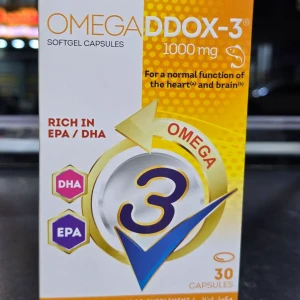 OMEGADDOX-3®
SOFTGEL CAPSULES
1000 mg
For a normal function of
the heart(a) and brain(b)
RICH IN
EPA / DHA
OMEGA
3
DHA
EPA
30
CAPSULES